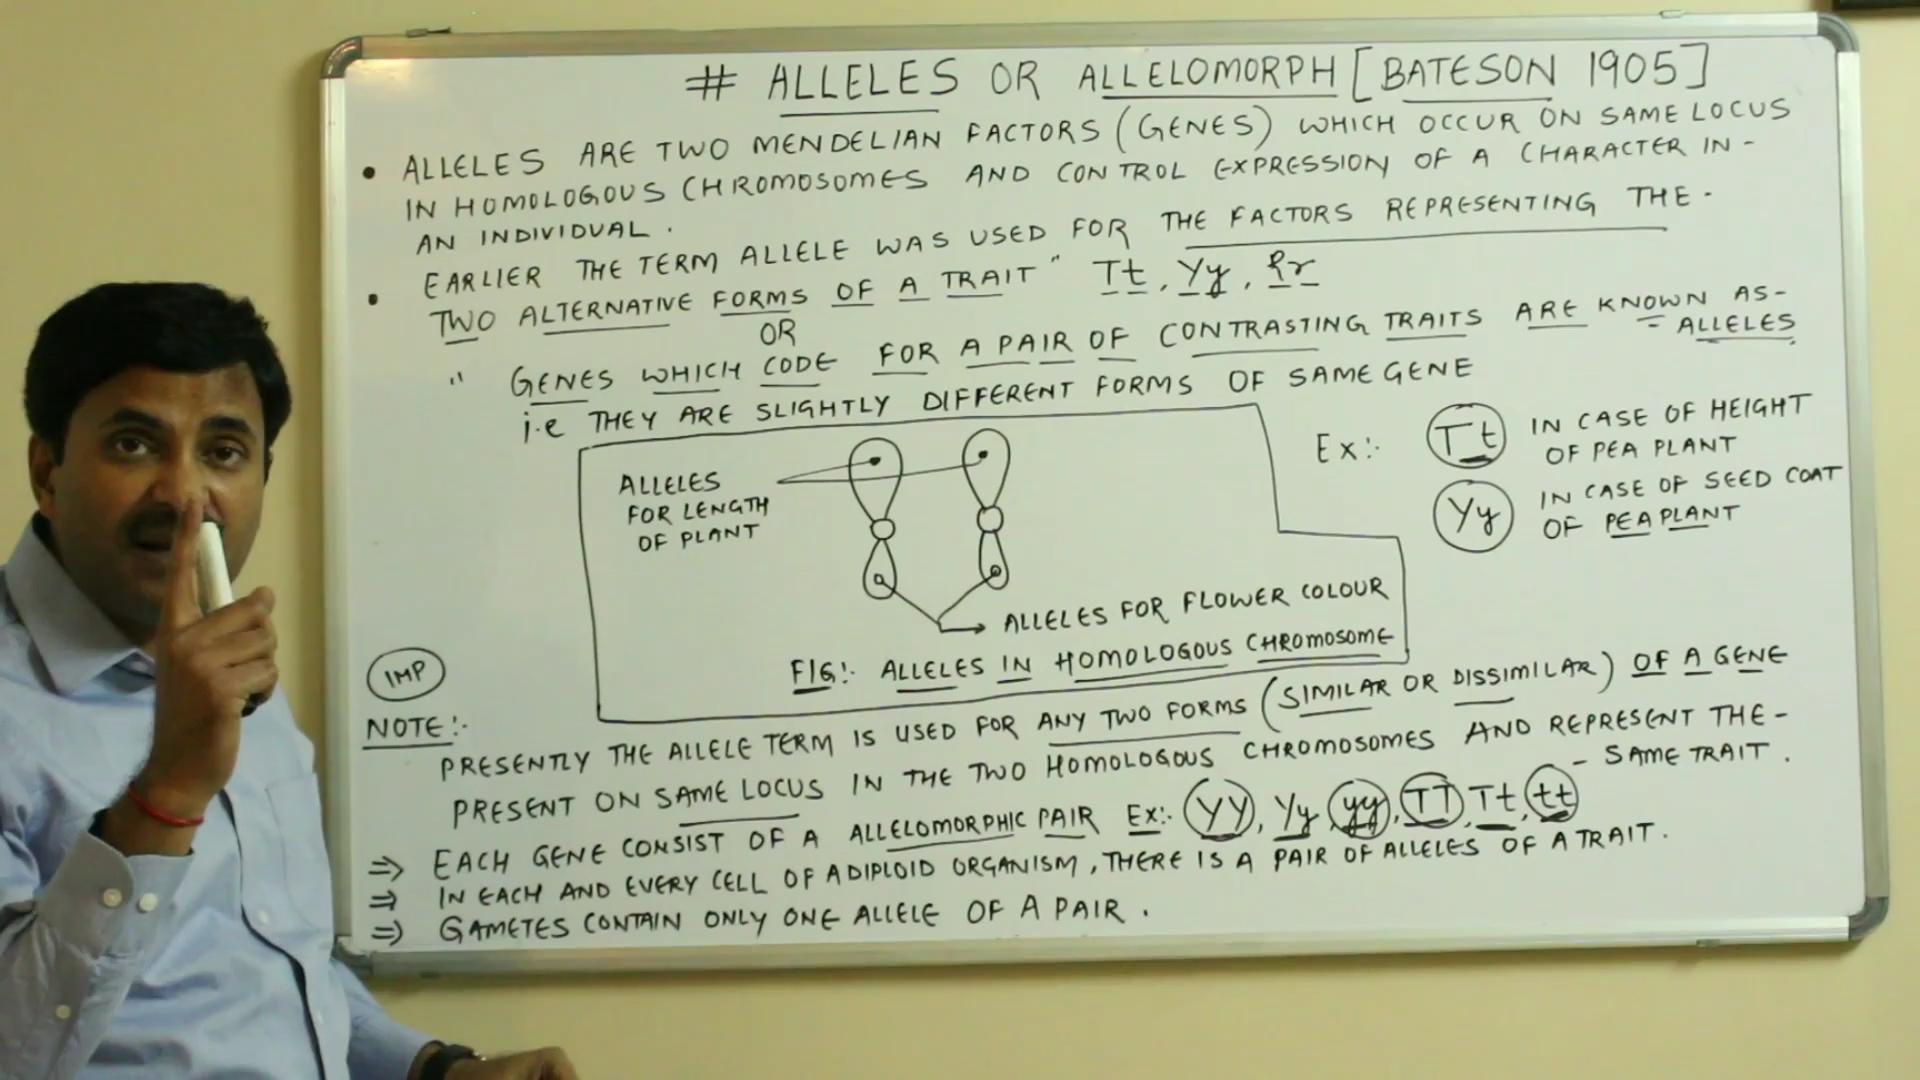 # ALLELES OR ALLELOMORPH [BATESON 1905]
• ALLELES ARE TWO MENDELIAN FACTORS (GENES) WHICH OCCUR ON SAME LOCUS
IN HOMOLOGOUS CHROMOSOMES AND CONTROL EXPRESSION OF A CHARACTER IN -
AN INDIVIDUAL.
• EARLIER THE TERM ALLELE WAS USED FOR THE FACTORS REPRESENTING THE -
TWO ALTERNATIVE FORMS OF A TRAIT" Tt, Yy, Rr
OR
" GENES WHICH CODE FOR A PAIR OF CONTRASTING TRAITS ARE KNOWN AS-
- ALLELES
i.e THEY ARE SLIGHTLY DIFFERENT FORMS OF SAME GENE
ALLELES
FOR LENGTH
OF PLANT
ALLELES FOR FLOWER COLOUR
FIG:- ALLELES IN HOMOLOGOUS CHROMOSOME
Ex:- Tt IN CASE OF HEIGHT
OF PEA PLANT
Yy IN CASE OF SEED COAT
OF PEA PLANT
IMP
NOTE:-
PRESENTLY THE ALLELE TERM IS USED FOR ANY TWO FORMS (SIMILAR OR DISSIMILAR) OF A GENE
PRESENT ON SAME LOCUS IN THE TWO HOMOLOGOUS CHROMOSOMES AND REPRESENT THE -
- SAME TRAIT.
⇒ EACH GENE CONSIST OF A ALLELOMORPHIC PAIR Ex:- YY, Yy, yy, TT, Tt, tt
⇒ IN EACH AND EVERY CELL OF A DIPLOID ORGANISM, THERE IS A PAIR OF ALLELES OF A TRAIT.
⇒ GAMETES CONTAIN ONLY ONE ALLELE OF A PAIR.